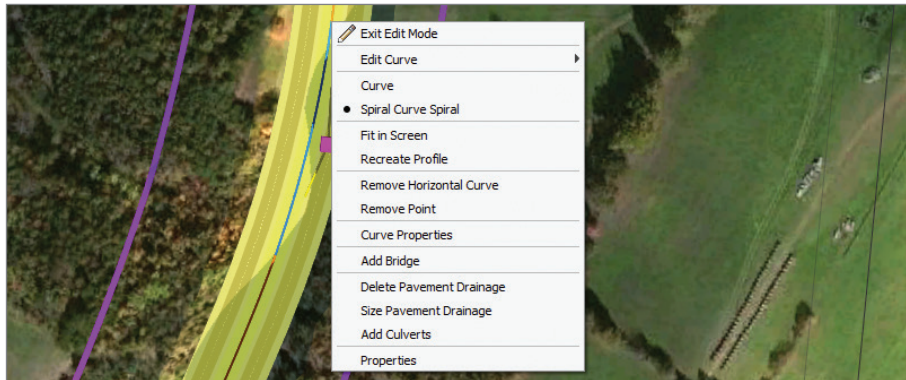 Exit Edit Mode
Edit Curve
Curve
Spiral Curve Spiral
Fit in Screen
Recreate Profile
Remove Horizontal Curve
Remove Point
Curve Properties
Add Bridge
Delete Pavement Drainage
Size Pavement Drainage
Add Culverts
Properties